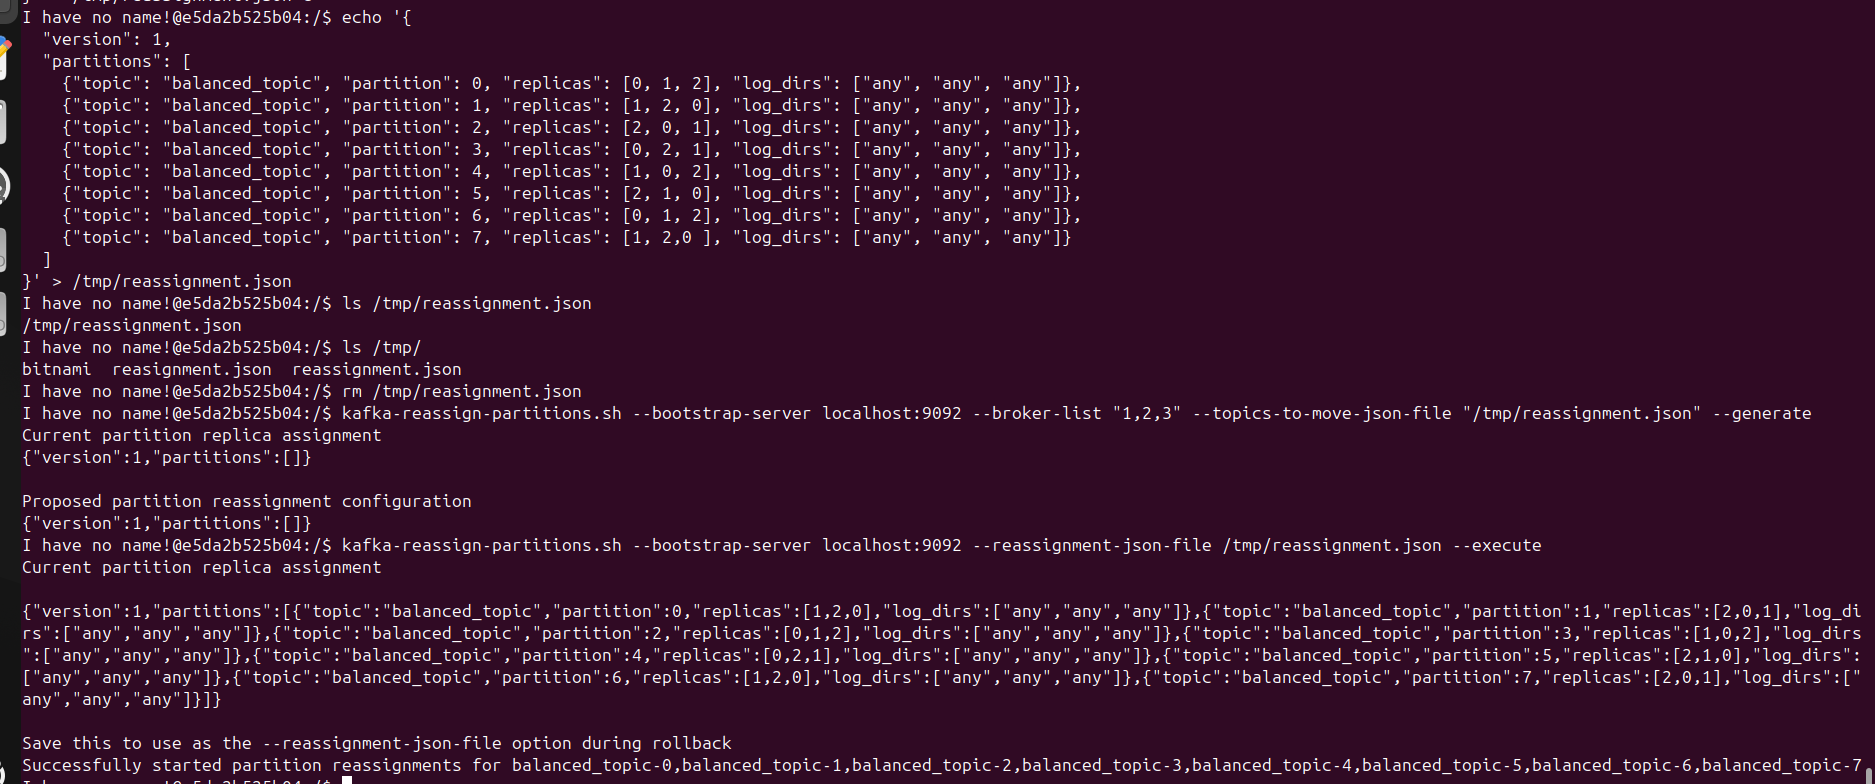 I have no name!@e5da2b525b04:/$ echo '{
  "version": 1,
  "partitions": [
    {"topic": "balanced_topic", "partition": 0, "replicas": [0, 1, 2], "log_dirs": ["any", "any", "any"]},
    {"topic": "balanced_topic", "partition": 1, "replicas": [1, 2, 0], "log_dirs": ["any", "any", "any"]},
    {"topic": "balanced_topic", "partition": 2, "replicas": [2, 0, 1], "log_dirs": ["any", "any", "any"]},
    {"topic": "balanced_topic", "partition": 3, "replicas": [0, 2, 1], "log_dirs": ["any", "any", "any"]},
    {"topic": "balanced_topic", "partition": 4, "replicas": [1, 0, 2], "log_dirs": ["any", "any", "any"]},
    {"topic": "balanced_topic", "partition": 5, "replicas": [2, 1, 0], "log_dirs": ["any", "any", "any"]},
    {"topic": "balanced_topic", "partition": 6, "replicas": [0, 1, 2], "log_dirs": ["any", "any", "any"]},
    {"topic": "balanced_topic", "partition": 7, "replicas": [1, 2,0 ], "log_dirs": ["any", "any", "any"]}
  ]
}' > /tmp/reassignment.json
I have no name!@e5da2b525b04:/$ ls /tmp/reassignment.json
/tmp/reassignment.json
I have no name!@e5da2b525b04:/$ ls /tmp/
bitnami  reasignment.json  reassignment.json
I have no name!@e5da2b525b04:/$ rm /tmp/reasignment.json
I have no name!@e5da2b525b04:/$ kafka-reassign-partitions.sh --bootstrap-server localhost:9092 --broker-list "1,2,3" --topics-to-move-json-file "/tmp/reassignment.json" --generate
Current partition replica assignment
{"version":1,"partitions":[]}

Proposed partition reassignment configuration
{"version":1,"partitions":[]}
I have no name!@e5da2b525b04:/$ kafka-reassign-partitions.sh --bootstrap-server localhost:9092 --reassignment-json-file /tmp/reassignment.json --execute
Current partition replica assignment

{"version":1,"partitions":[{"topic":"balanced_topic","partition":0,"replicas":[1,2,0],"log_dirs":["any","any","any"]},{"topic":"balanced_topic","partition":1,"replicas":[2,0,1],"log_di
rs":["any","any","any"]},{"topic":"balanced_topic","partition":2,"replicas":[0,1,2],"log_dirs":["any","any","any"]},{"topic":"balanced_topic","partition":3,"replicas":[1,0,2],"log_dirs
":["any","any","any"]},{"topic":"balanced_topic","partition":4,"replicas":[0,2,1],"log_dirs":["any","any","any"]},{"topic":"balanced_topic","partition":5,"replicas":[2,1,0],"log_dirs":
["any","any","any"]},{"topic":"balanced_topic","partition":6,"replicas":[1,2,0],"log_dirs":["any","any","any"]},{"topic":"balanced_topic","partition":7,"replicas":[2,0,1],"log_dirs":["
any","any","any"]}]}

Save this to use as the --reassignment-json-file option during rollback
Successfully started partition reassignments for balanced_topic-0,balanced_topic-1,balanced_topic-2,balanced_topic-3,balanced_topic-4,balanced_topic-5,balanced_topic-6,balanced_topic-7